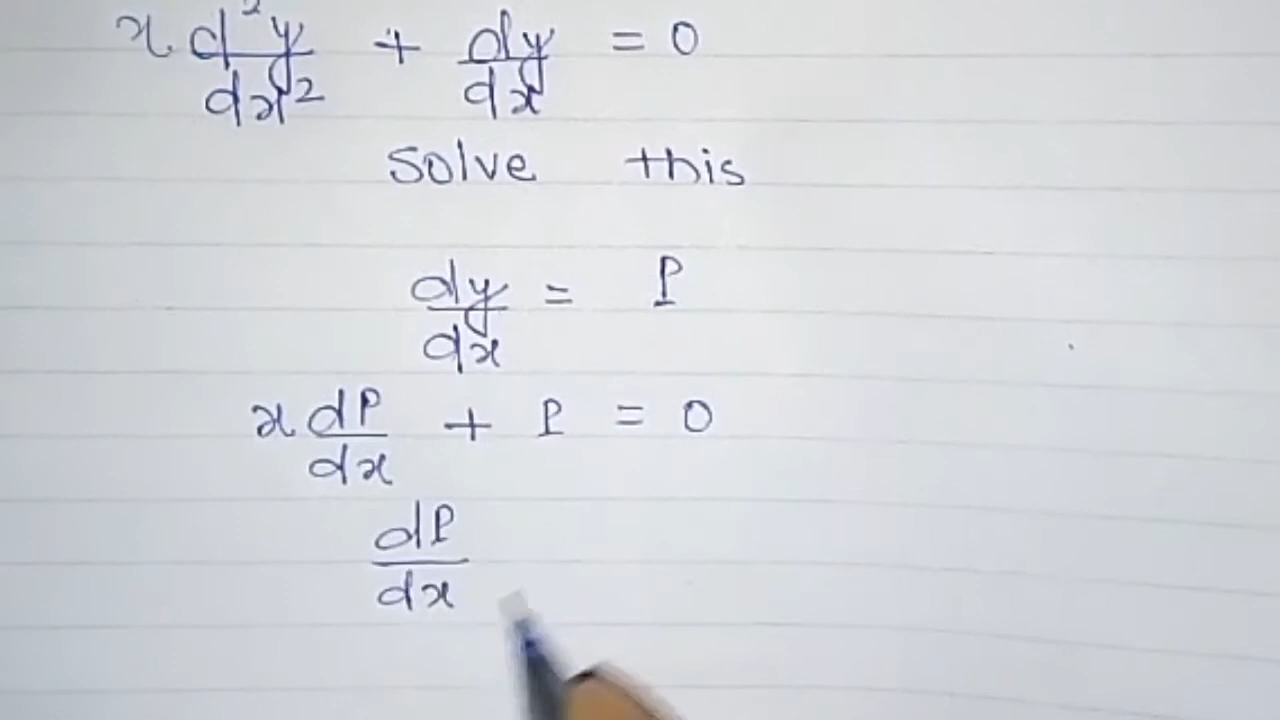 x d²y/dx² + dy/dx = 0
solve this
dy/dx = P
x dP/dx + P = 0
dP/dx